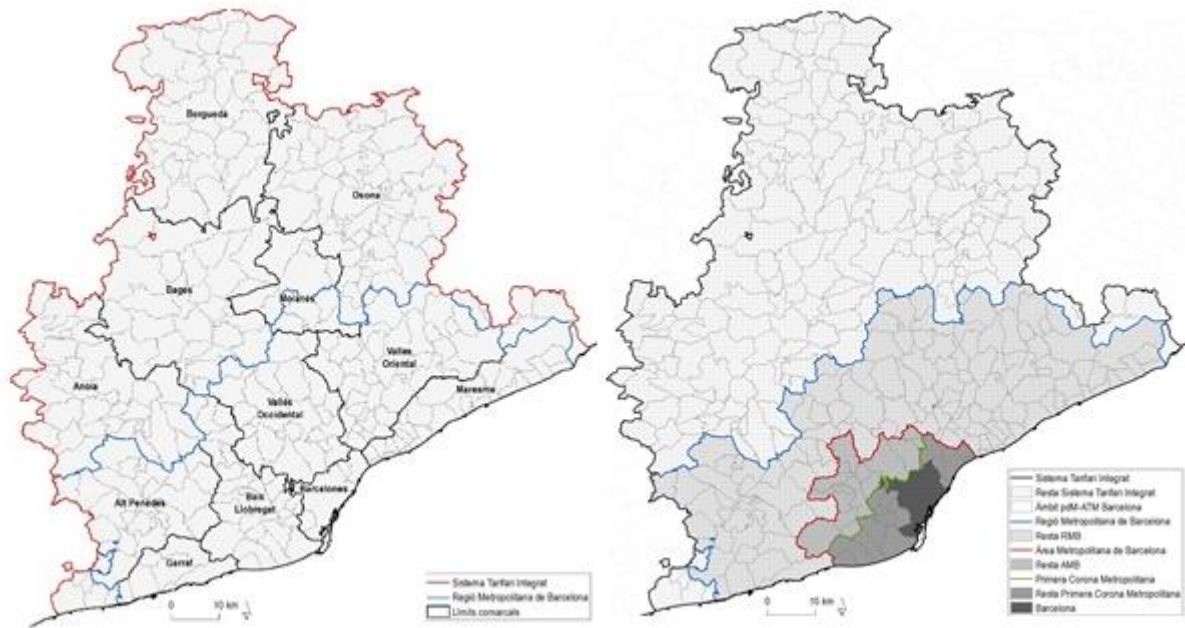 Berguedà
Osona
Bages
Moianès
Vallès
Oriental
Anoia
Maresme
Vallès
Occidental
Barcelonès
Alt Penedès
Baix
Llobregat
Garraf
0 10 km
Sistema Tarifari Integrat
Regió Metropolitana de Barcelona
Límits comarcals
0 10 km
Sistema Tarifari Integrat
Resta Sistema Tarifari Integrat
Àmbit pdM-ATM Barcelona
Regió Metropolitana de Barcelona
Resta RMB
Àrea Metropolitana de Barcelona
Resta AMB
Primera Corona Metropolitana
Resta Primera Corona Metropolitana
Barcelona